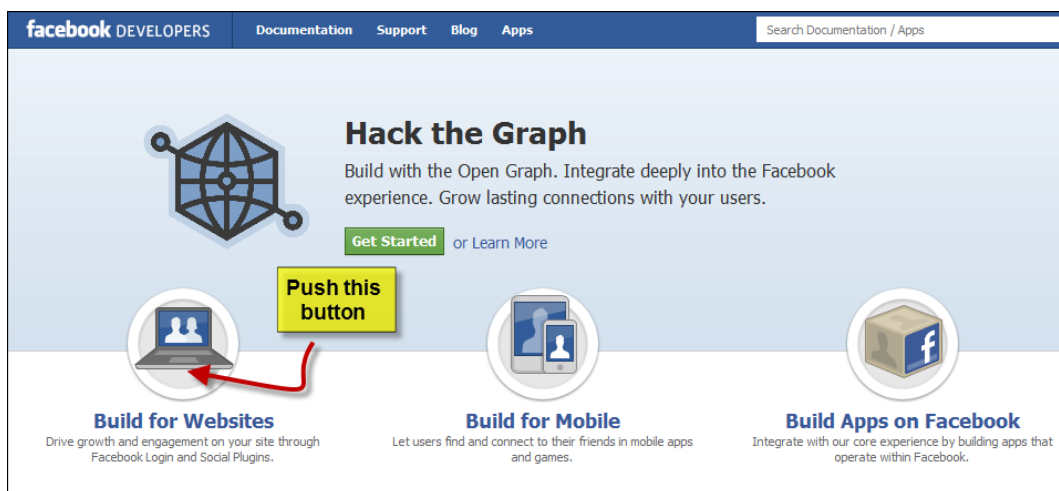 facebook DEVELOPERS Documentation Support Blog Apps Search Documentation / Apps
Hack the Graph
Build with the Open Graph. Integrate deeply into the Facebook
experience. Grow lasting connections with your users.
Get Started or Learn More
Push this
button
f
Build for Websites
Drive growth and engagement on your site through
Facebook Login and Social Plugins.
Build for Mobile
Let users find and connect to their friends in mobile apps
and games.
Build Apps on Facebook
Integrate with our core experience by building apps that
operate within Facebook.